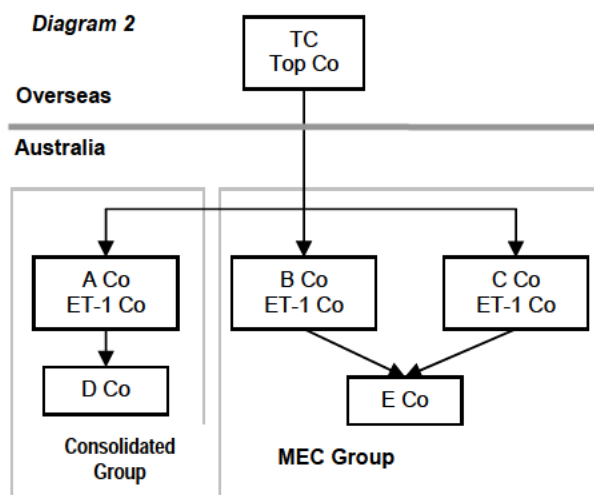 Diagram 2
TC
Top Co
Overseas
Australia
A Co
ET-1 Co
B Co
ET-1 Co
C Co
ET-1 Co
D Co
E Co
Consolidated
Group
MEC Group